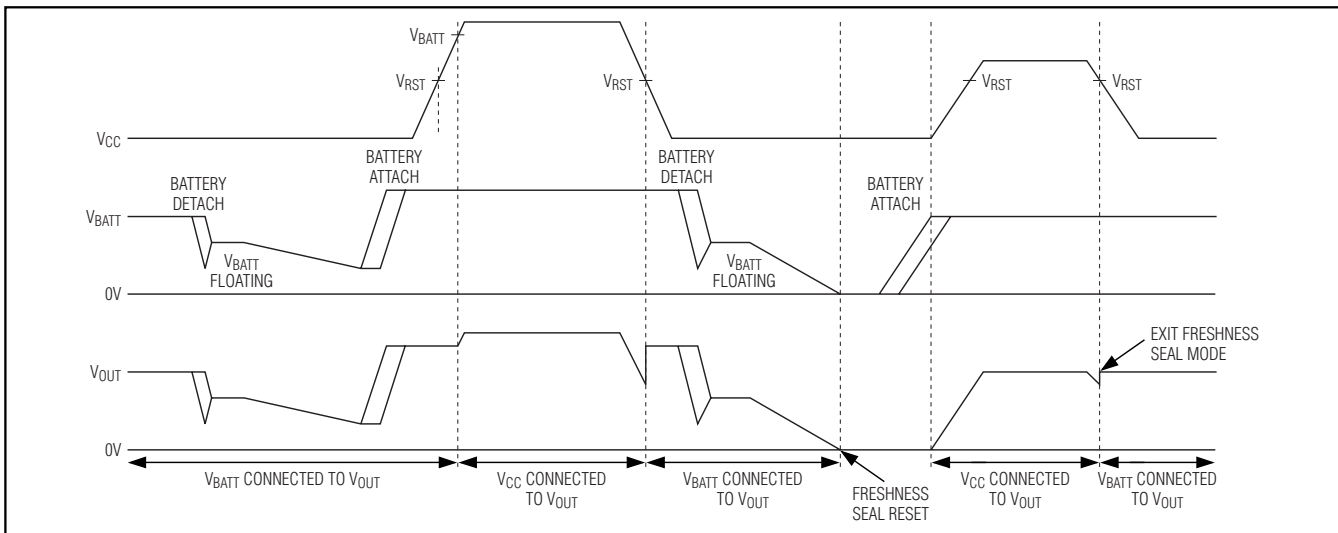 VBATT
VRST
VRST
VRST
VRST
VCC
BATTERY
DETACH
BATTERY
ATTACH
BATTERY
DETACH
BATTERY
ATTACH
VBATT
VBATT
FLOATING
VBATT
FLOATING
0V
EXIT FRESHNESS
SEAL MODE
VOUT
0V
VBATT CONNECTED TO VOUT
VCC CONNECTED
TO VOUT
VBATT CONNECTED
TO VOUT
FRESHNESS
SEAL RESET
VCC CONNECTED
TO VOUT
VBATT CONNECTED
TO VOUT